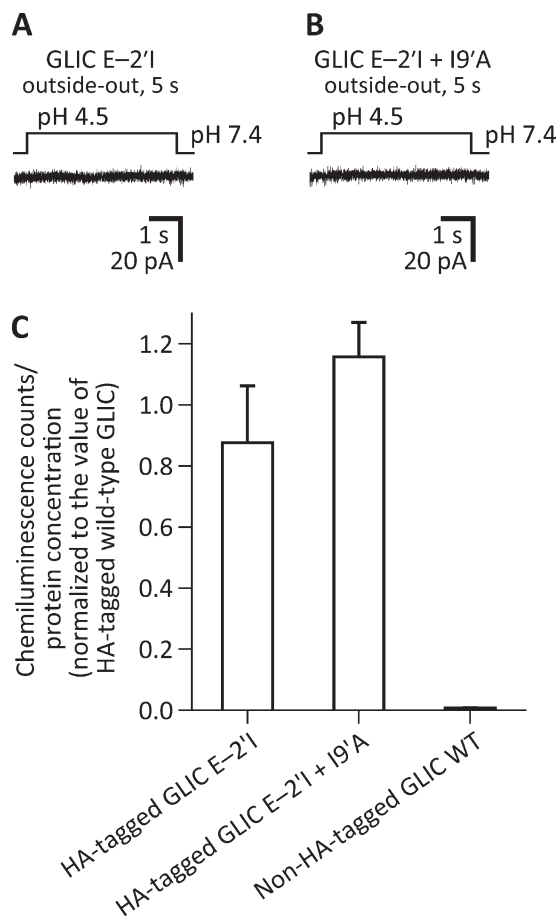 A
GLIC E–2′I
outside-out, 5 s
pH 4.5
pH 7.4
1 s
20 pA
B
GLIC E–2′I + I9′A
outside-out, 5 s
pH 4.5
pH 7.4
1 s
20 pA
C
Chemiluminescence counts/
protein concentration
(normalized to the value of
HA-tagged wild-type GLIC)
1.2
1.0
0.8
0.6
0.4
0.2
0.0
HA-tagged GLIC E–2'I
HA-tagged GLIC E–2'I + I9'A
Non-HA-tagged GLIC WT